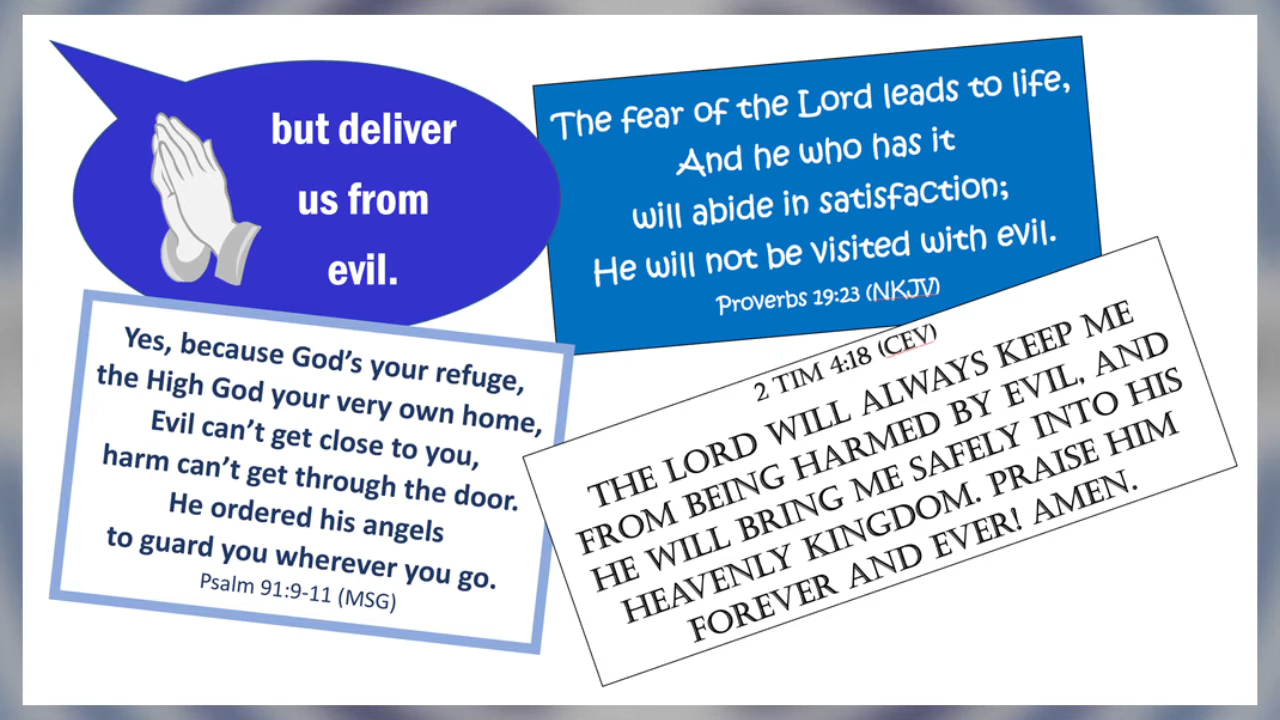 but deliver
us from
evil.
The fear of the Lord leads to life,
And he who has it
will abide in satisfaction;
He will not be visited with evil.
Proverbs 19:23 (NKJV)
Yes, because God’s your refuge,
the High God your very own home,
Evil can’t get close to you,
harm can’t get through the door.
He ordered his angels
to guard you wherever you go.
Psalm 91:9-11 (MSG)
2 TIM 4:18 (CEV)
THE LORD WILL ALWAYS KEEP ME
FROM BEING HARMED BY EVIL, AND
HE WILL BRING ME SAFELY INTO HIS
HEAVENLY KINGDOM. PRAISE HIM
FOREVER AND EVER! AMEN.